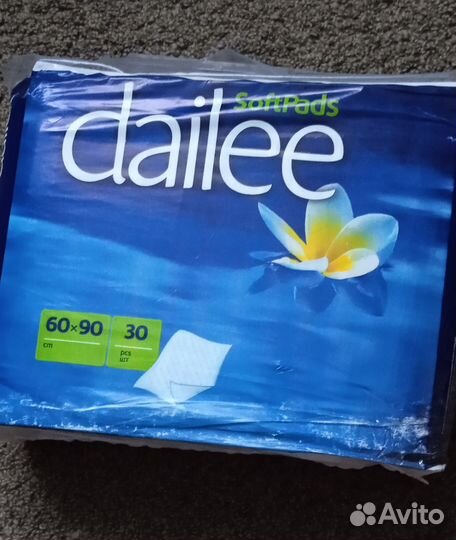 SoftPads
dailee
60×90 30
cm pcs
шт
Avito